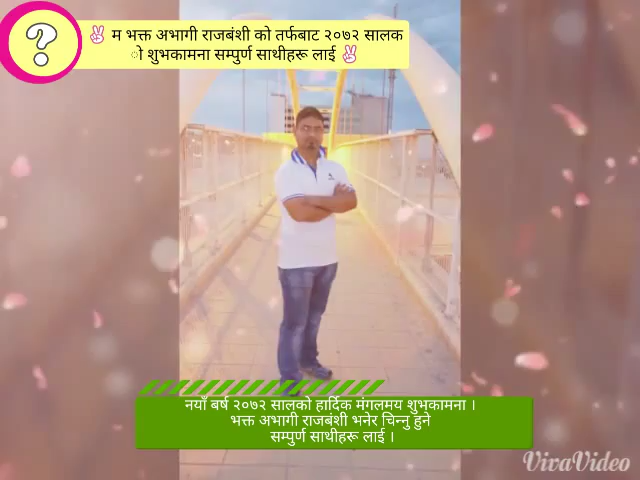 ?
✌ म भक्त अभागी राजबंशी को तर्फबाट २०७२ सालक
ो शुभकामना सम्पुर्ण साथीहरू लाई ✌
नयाँ बर्ष २०७२ सालको हार्दिक मंगलमय शुभकामना ।
भक्त अभागी राजबंशी भनेर चिन्नु हुने
सम्पुर्ण साथीहरू लाई ।
VivaVideo